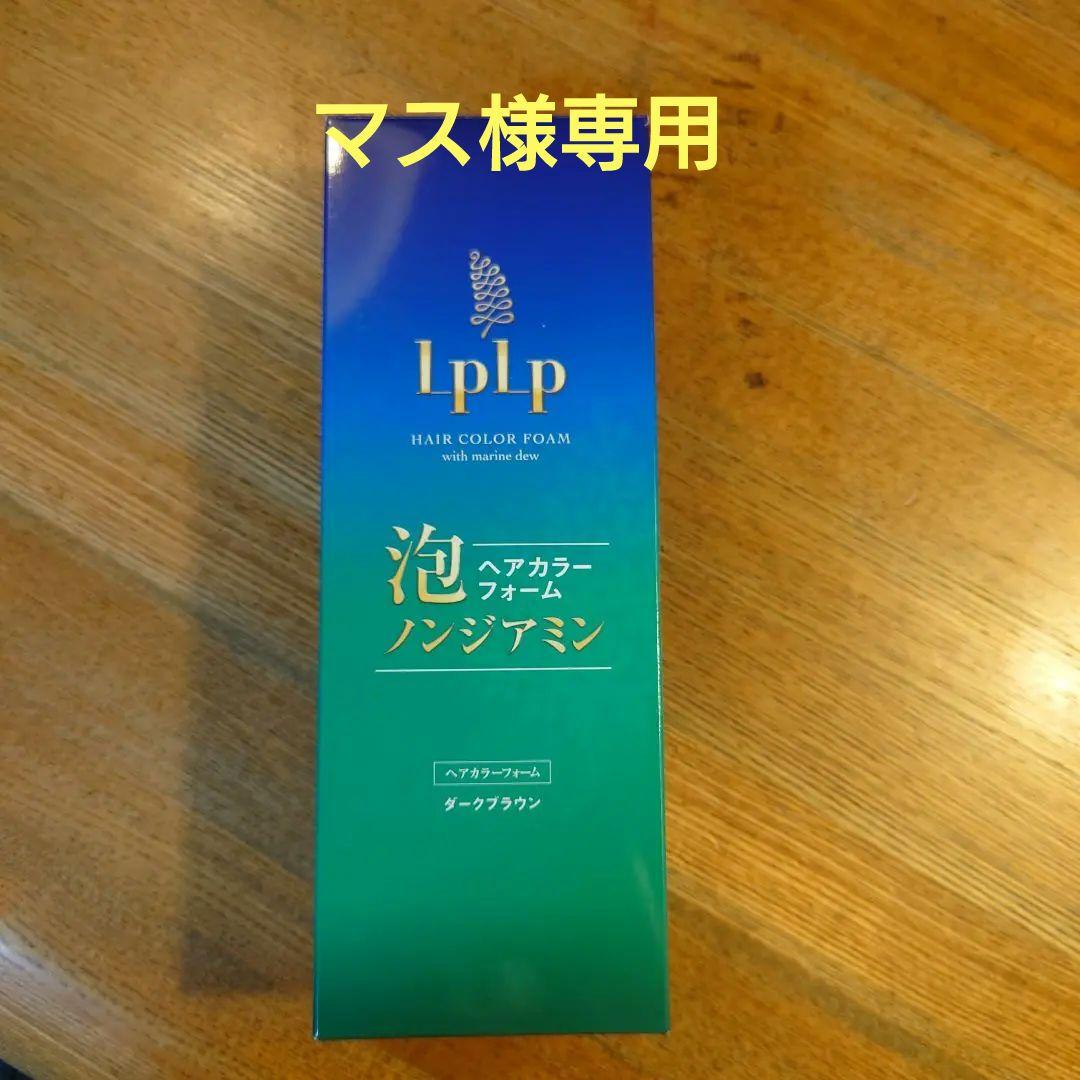 マス様専用
LpLp
HAIR COLOR FOAM
with marine dew
泡 ヘアカラー
フォーム
ノンジアミン
ヘアカラーフォーム
ダークブラウン